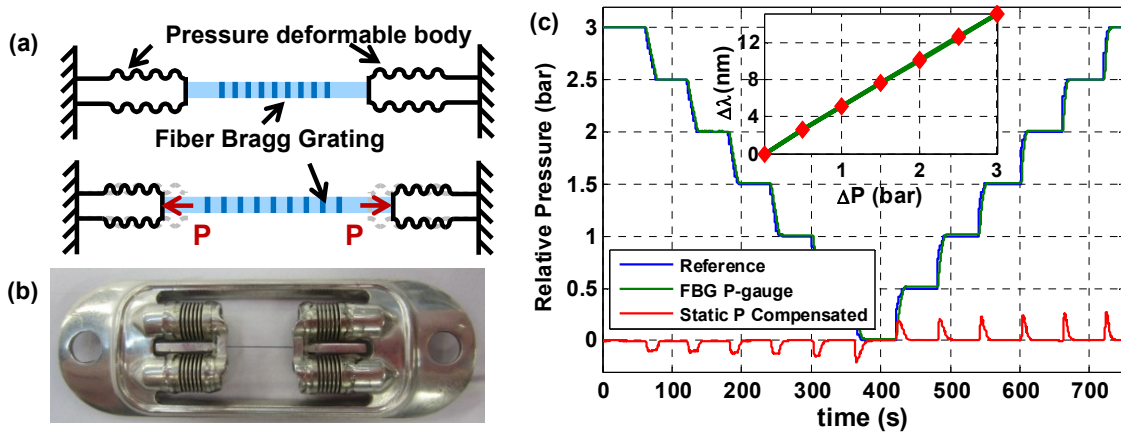 (a)
Pressure deformable body
Fiber Bragg Grating
P
P
(b)
(c)
Relative Pressure (bar)
3
2.5
2
1.5
1
0.5
0
0
100
200
300
400
500
600
700
time (s)
Δλ(nm)
12
8
4
0
1
2
3
ΔP (bar)
Reference
FBG P-gauge
Static P Compensated